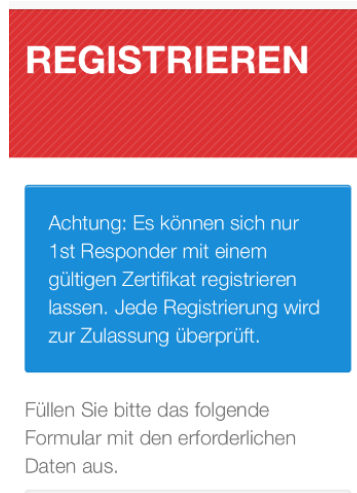 REGISTRIEREN
Achtung: Es können sich nur
1st Responder mit einem
gültigen Zertifikat registrieren
lassen. Jede Registrierung wird
zur Zulassung überprüft.
Füllen Sie bitte das folgende
Formular mit den erforderlichen
Daten aus.